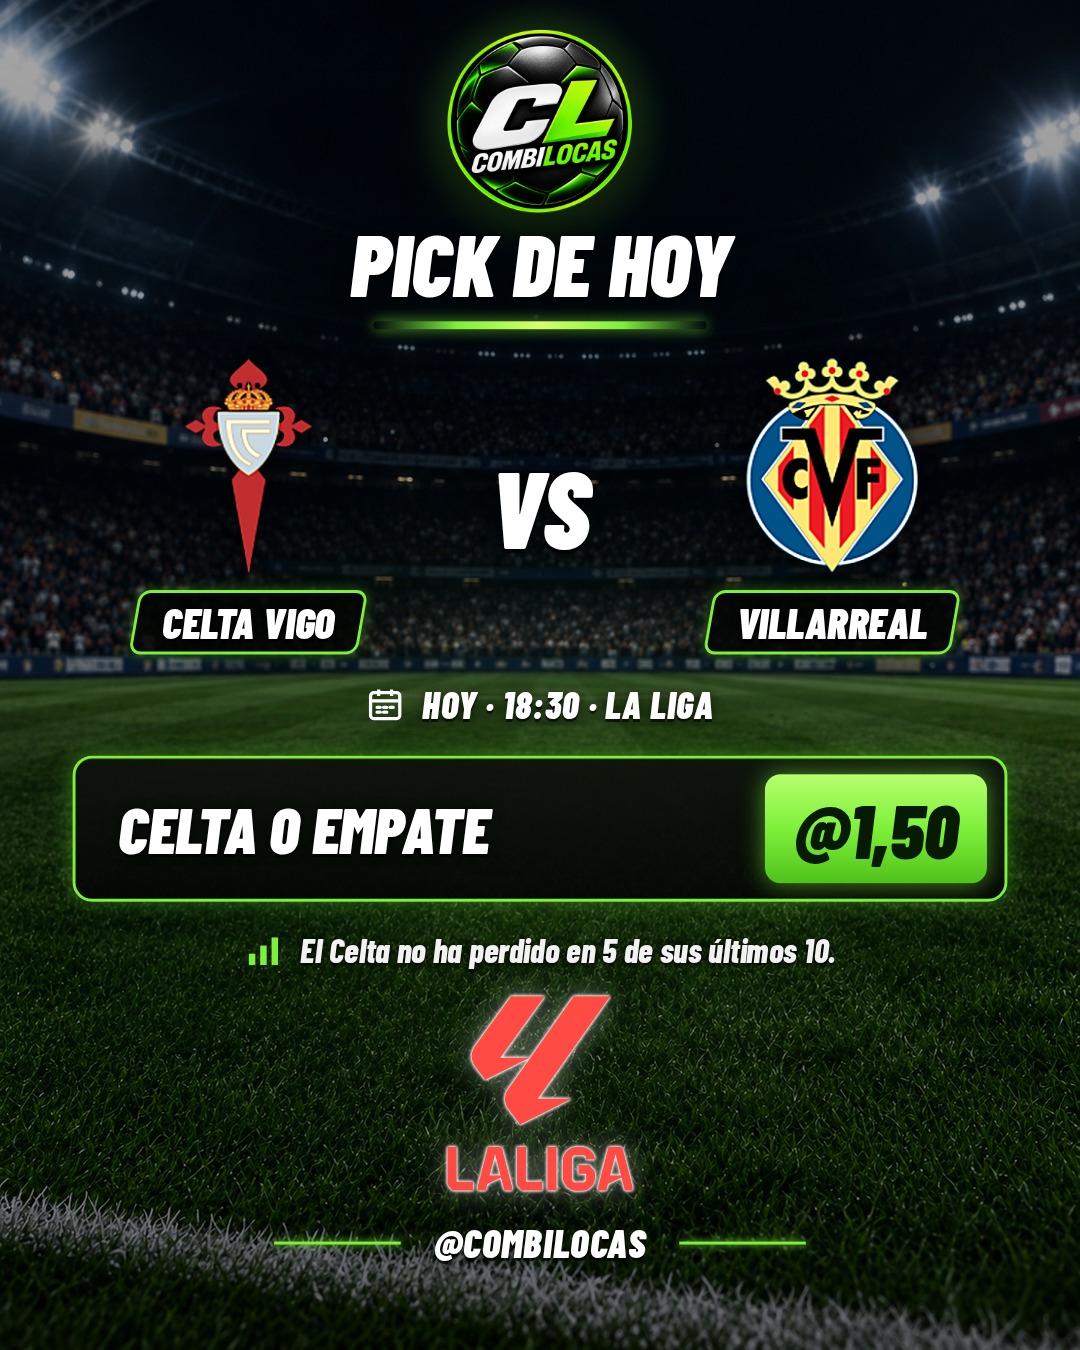 CL
COMBILOCAS
PICK DE HOY
VS
CVF
CELTA VIGO
VILLARREAL
HOY · 18:30 · LA LIGA
CELTA O EMPATE
@1,50
El Celta no ha perdido en 5 de sus últimos 10.
LALIGA
@COMBILOCAS